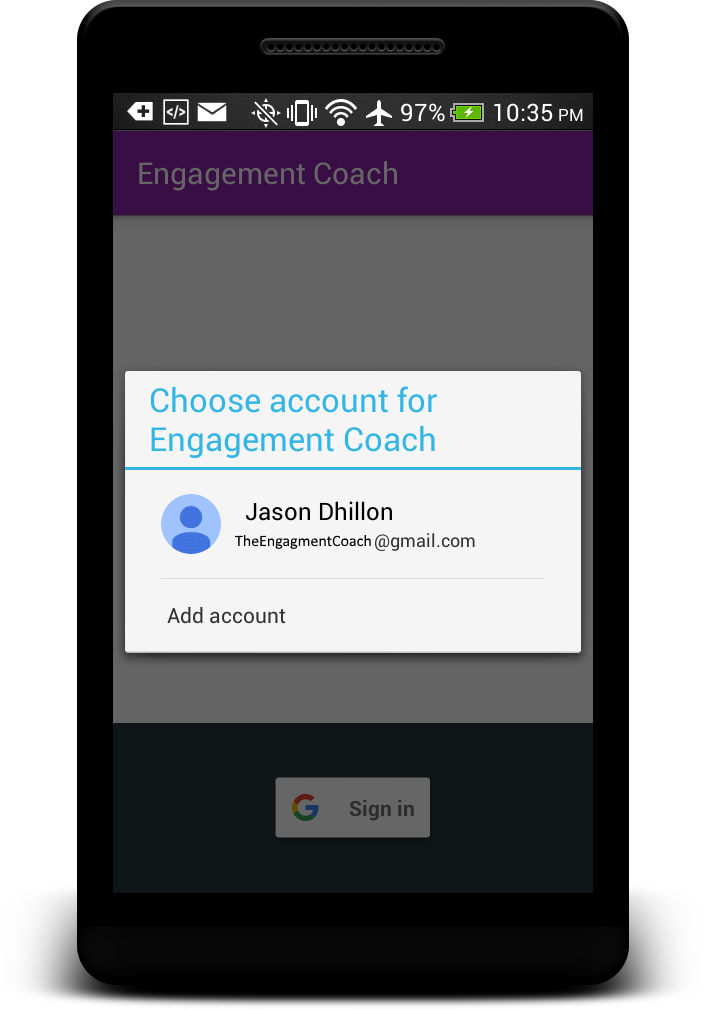 97% 10:35 PM
Engagement Coach
Choose account for
Engagement Coach
Jason Dhillon
TheEngagmentCoach@gmail.com
Add account
Sign in